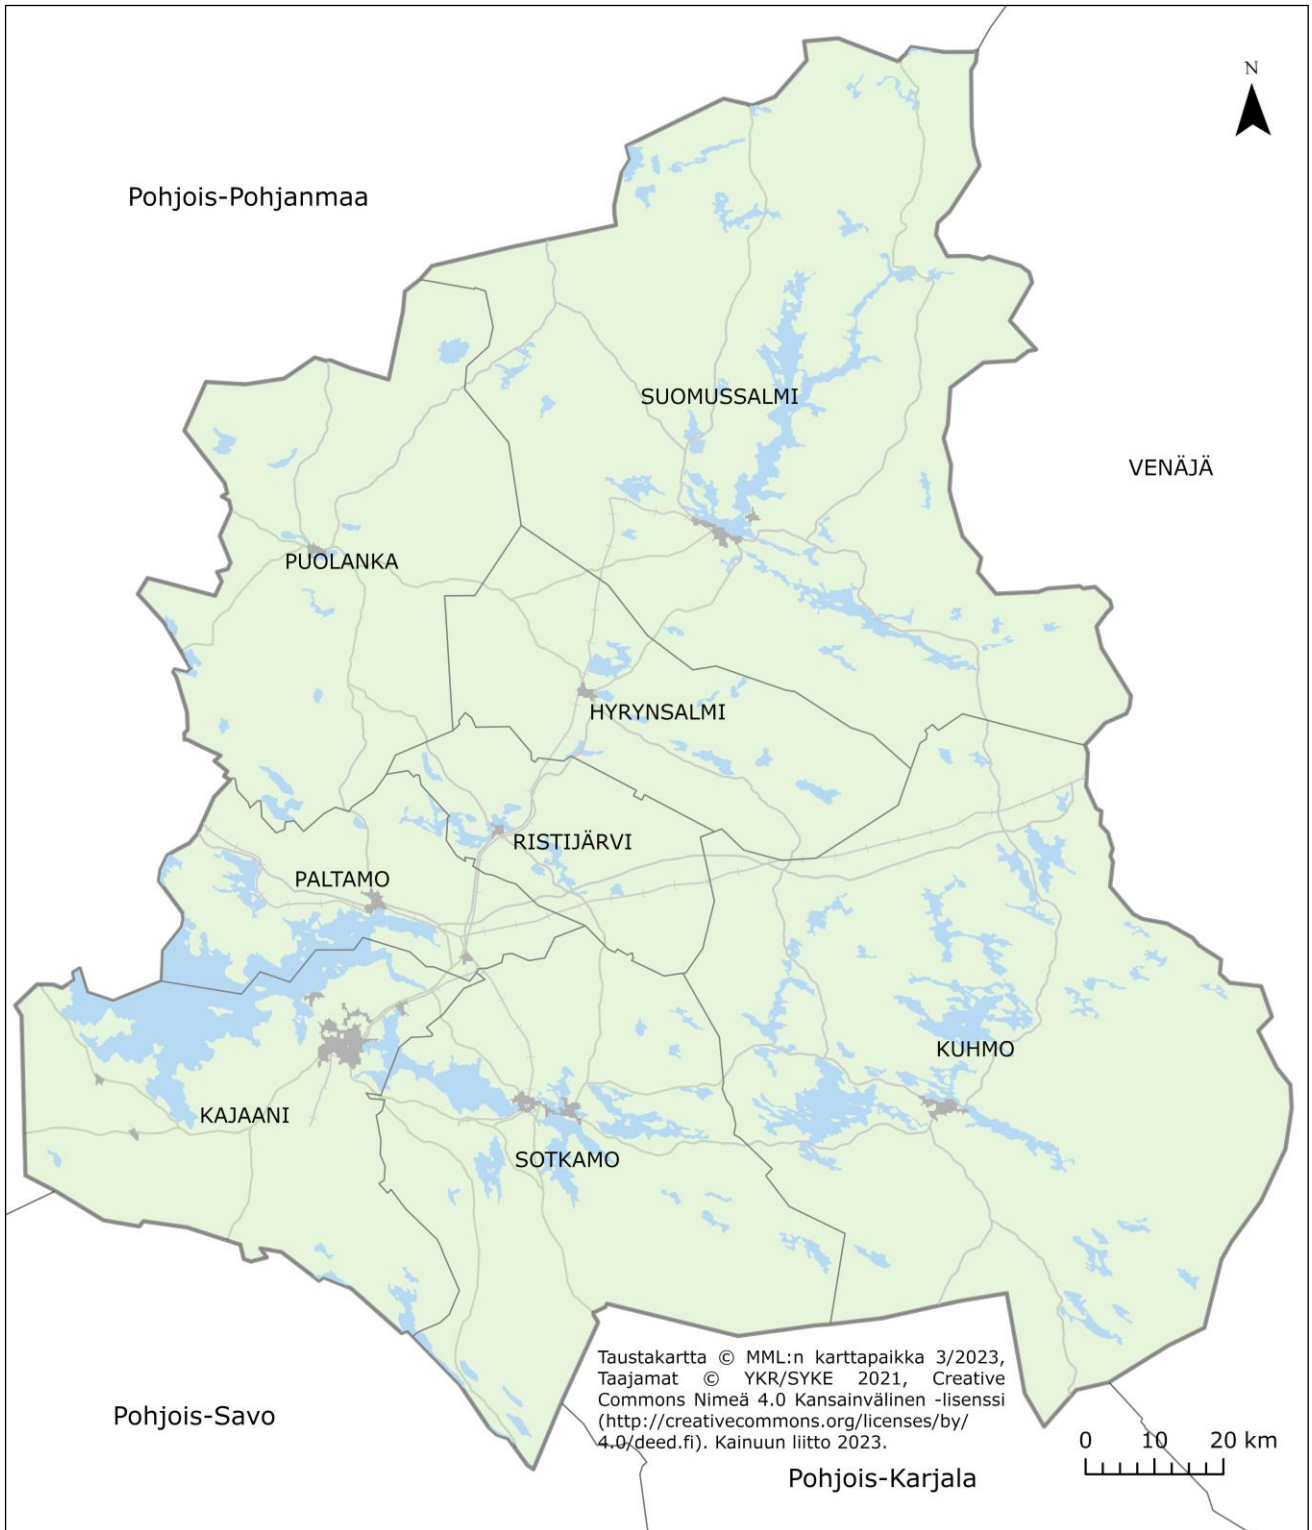 N
Pohjois-Pohjanmaa
SUOMUSSALMI
VENÄJÄ
PUOLANKA
HYRYNSALMI
RISTIJÄRVI
PALTAMO
KUHMO
KAJAANI
SOTKAMO
Taustakartta © MML:n karttapaikka 3/2023,
Taajamat © YKR/SYKE 2021, Creative
Commons Nimeä 4.0 Kansainvälinen -lisenssi
(http://creativecommons.org/licenses/by/
4.0/deed.fi). Kainuun liitto 2023.
Pohjois-Savo
0 10 20 km
Pohjois-Karjala